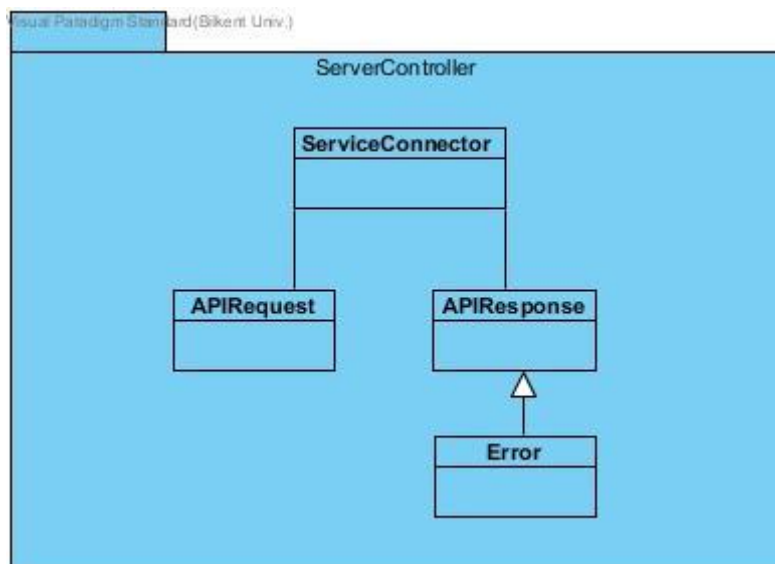 Visual Paradigm Standard(Bilkent Univ.)
ServerController
ServiceConnector
APIRequest
APIResponse
Error